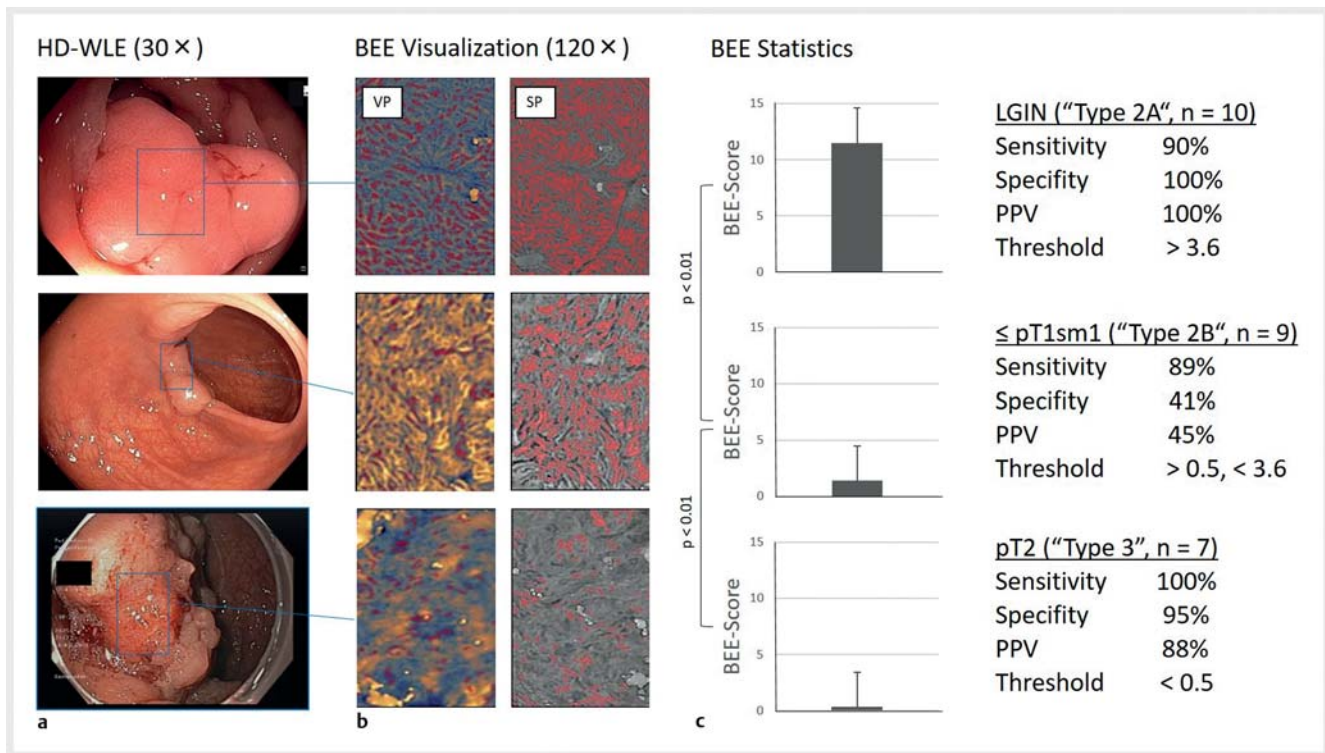 HD-WLE (30 ×)
BEE Visualization (120 ×)
BEE Statistics
VP
SP
15
10
5
0
BEE-Score
LGIN ("Type 2A“, n = 10)
Sensitivity 90%
Specifity 100%
PPV 100%
Threshold > 3.6
p < 0.01
15
10
5
0
BEE-Score
≤ pT1sm1 ("Type 2B“, n = 9)
Sensitivity 89%
Specifity 41%
PPV 45%
Threshold > 0.5, < 3.6
p < 0.01
15
10
5
0
BEE-Score
pT2 ("Type 3”, n = 7)
Sensitivity 100%
Specifity 95%
PPV 88%
Threshold < 0.5
a
b
c